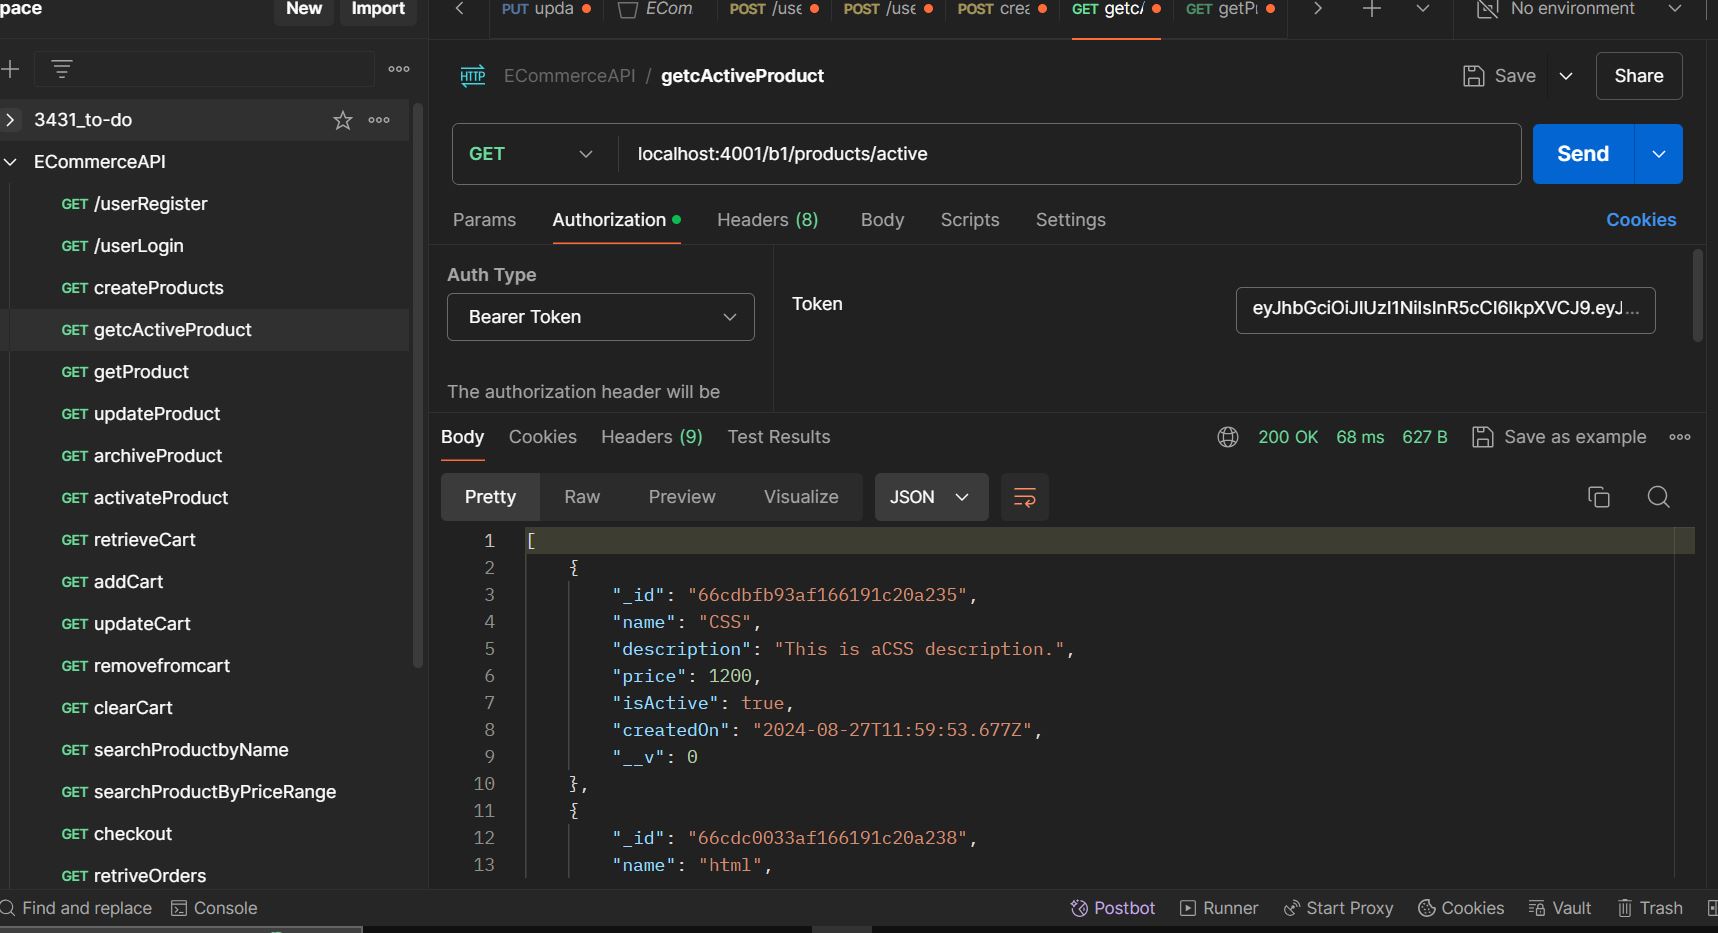 pace New Import
PUT upda
ECom
POST /use
POST /use
POST crea
GET getcA
GET getPr
No environment
3431_to-do
ECommerceAPI
GET /userRegister
GET /userLogin
GET createProducts
GET getcActiveProduct
GET getProduct
GET updateProduct
GET archiveProduct
GET activateProduct
GET retrieveCart
GET addCart
GET updateCart
GET removefromcart
GET clearCart
GET searchProductbyName
GET searchProductByPriceRange
GET checkout
GET retriveOrders
HTTP ECommerceAPI / getcActiveProduct Save Share
GET localhost:4001/b1/products/active Send
Params Authorization Headers (8) Body Scripts Settings Cookies
Auth Type
Bearer Token
Token eyJhbGciOiJIUzI1NiIsInR5cCI6IkpXVCJ9.eyJ...
The authorization header will be
Body Cookies Headers (9) Test Results 200 OK 68 ms 627 B Save as example
Pretty Raw Preview Visualize JSON
1 [
2 {
3 "_id": "66cdbfb93af166191c20a235",
4 "name": "CSS",
5 "description": "This is aCSS description.",
6 "price": 1200,
7 "isActive": true,
8 "createdOn": "2024-08-27T11:59:53.677Z",
9 "__v": 0
10 },
11 {
12 "_id": "66cdc0033af166191c20a238",
13 "name": "html",
Find and replace Console Postbot Runner Start Proxy Cookies Vault Trash